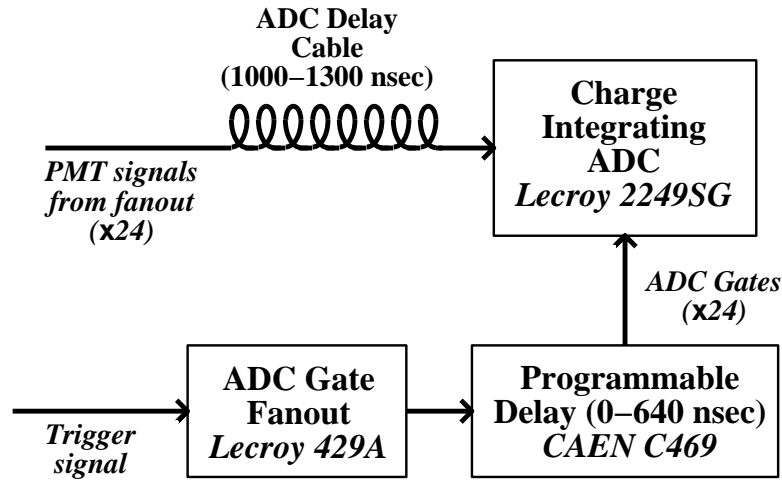 ADC Delay
Cable
(1000−1300 nsec)
PMT signals
from fanout
(x24)
Charge
Integrating
ADC
Lecroy 2249SG
ADC Gates
(x24)
Trigger
signal
ADC Gate
Fanout
Lecroy 429A
Programmable
Delay (0−640 nsec)
CAEN C469